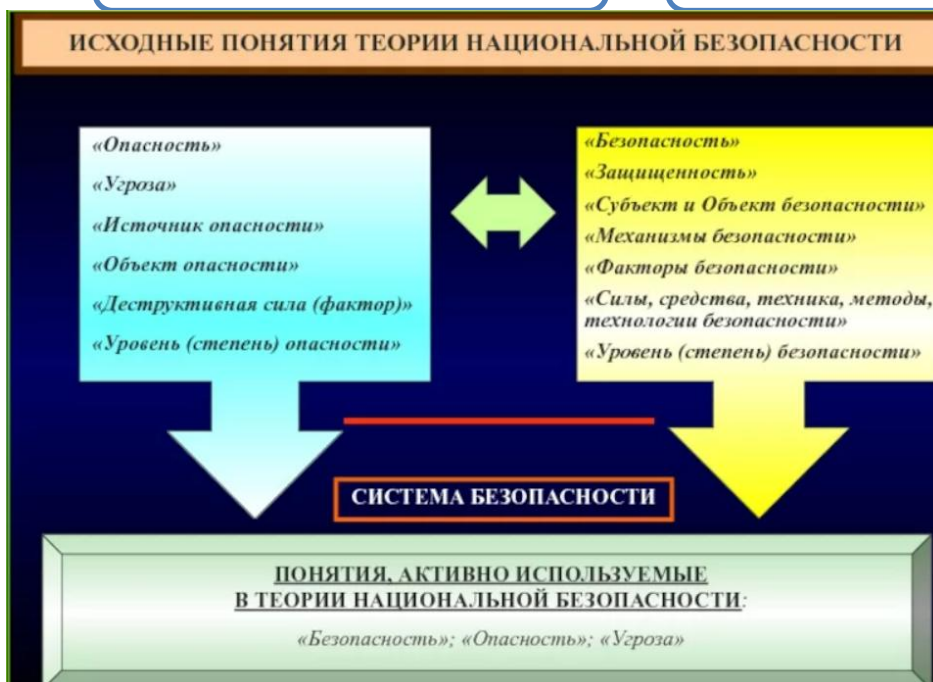 ИСХОДНЫЕ ПОНЯТИЯ ТЕОРИИ НАЦИОНАЛЬНОЙ БЕЗОПАСНОСТИ
«Опасность»
«Угроза»
«Источник опасности»
«Объект опасности»
«Деструктивная сила (фактор)»
«Уровень (степень) опасности»
«Безопасность»
«Защищенность»
«Субъект и Объект безопасности»
«Механизмы безопасности»
«Факторы безопасности»
«Силы, средства, техника, методы,
технологии безопасности»
«Уровень (степень) безопасности»
СИСТЕМА БЕЗОПАСНОСТИ
ПОНЯТИЯ, АКТИВНО ИСПОЛЬЗУЕМЫЕ
В ТЕОРИИ НАЦИОНАЛЬНОЙ БЕЗОПАСНОСТИ:
«Безопасность»; «Опасность»; «Угроза»